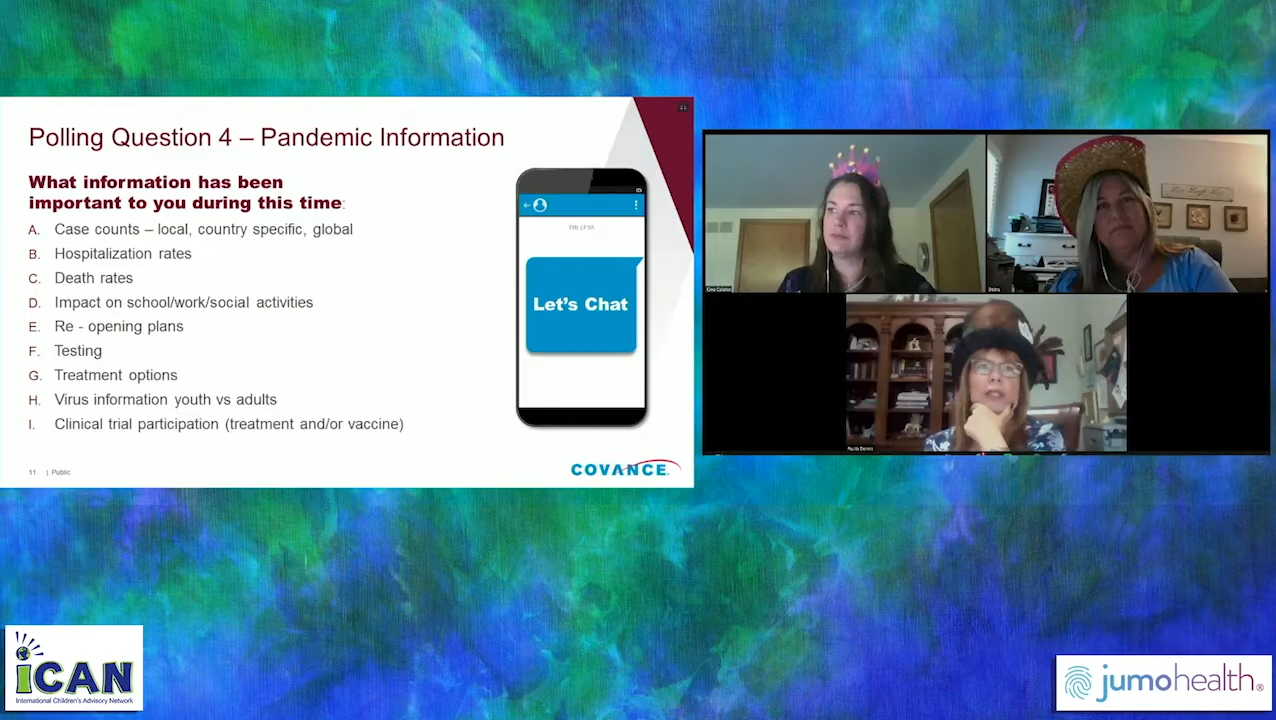 Polling Question 4 – Pandemic Information
What information has been
important to you during this time:
A. Case counts – local, country specific, global
B. Hospitalization rates
C. Death rates
D. Impact on school/work/social activities
E. Re - opening plans
F. Testing
G. Treatment options
H. Virus information youth vs adults
I. Clinical trial participation (treatment and/or vaccine)
Let's Chat
11 | Public
COVANCE
Debra
iCAN
International Children's Advisory Network
jumohealth®